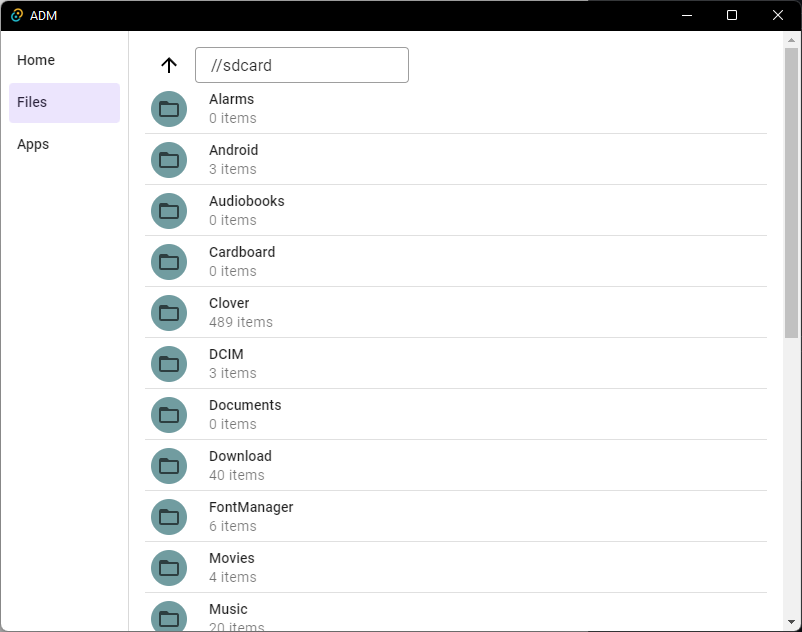 ADM
Home
Files
Apps
//sdcard
Alarms
0 items
Android
3 items
Audiobooks
0 items
Cardboard
0 items
Clover
489 items
DCIM
3 items
Documents
0 items
Download
40 items
FontManager
6 items
Movies
4 items
Music
20 items